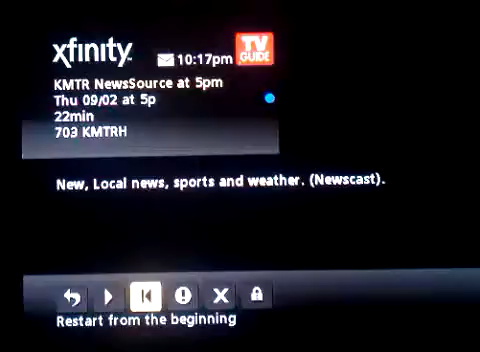 xfinity 10:17pm TV GUIDE
KMTR NewsSource at 5pm
Thu 09/02 at 5p
22min
703 KMTRH
New, Local news, sports and weather. (Newscast).
Restart from the beginning